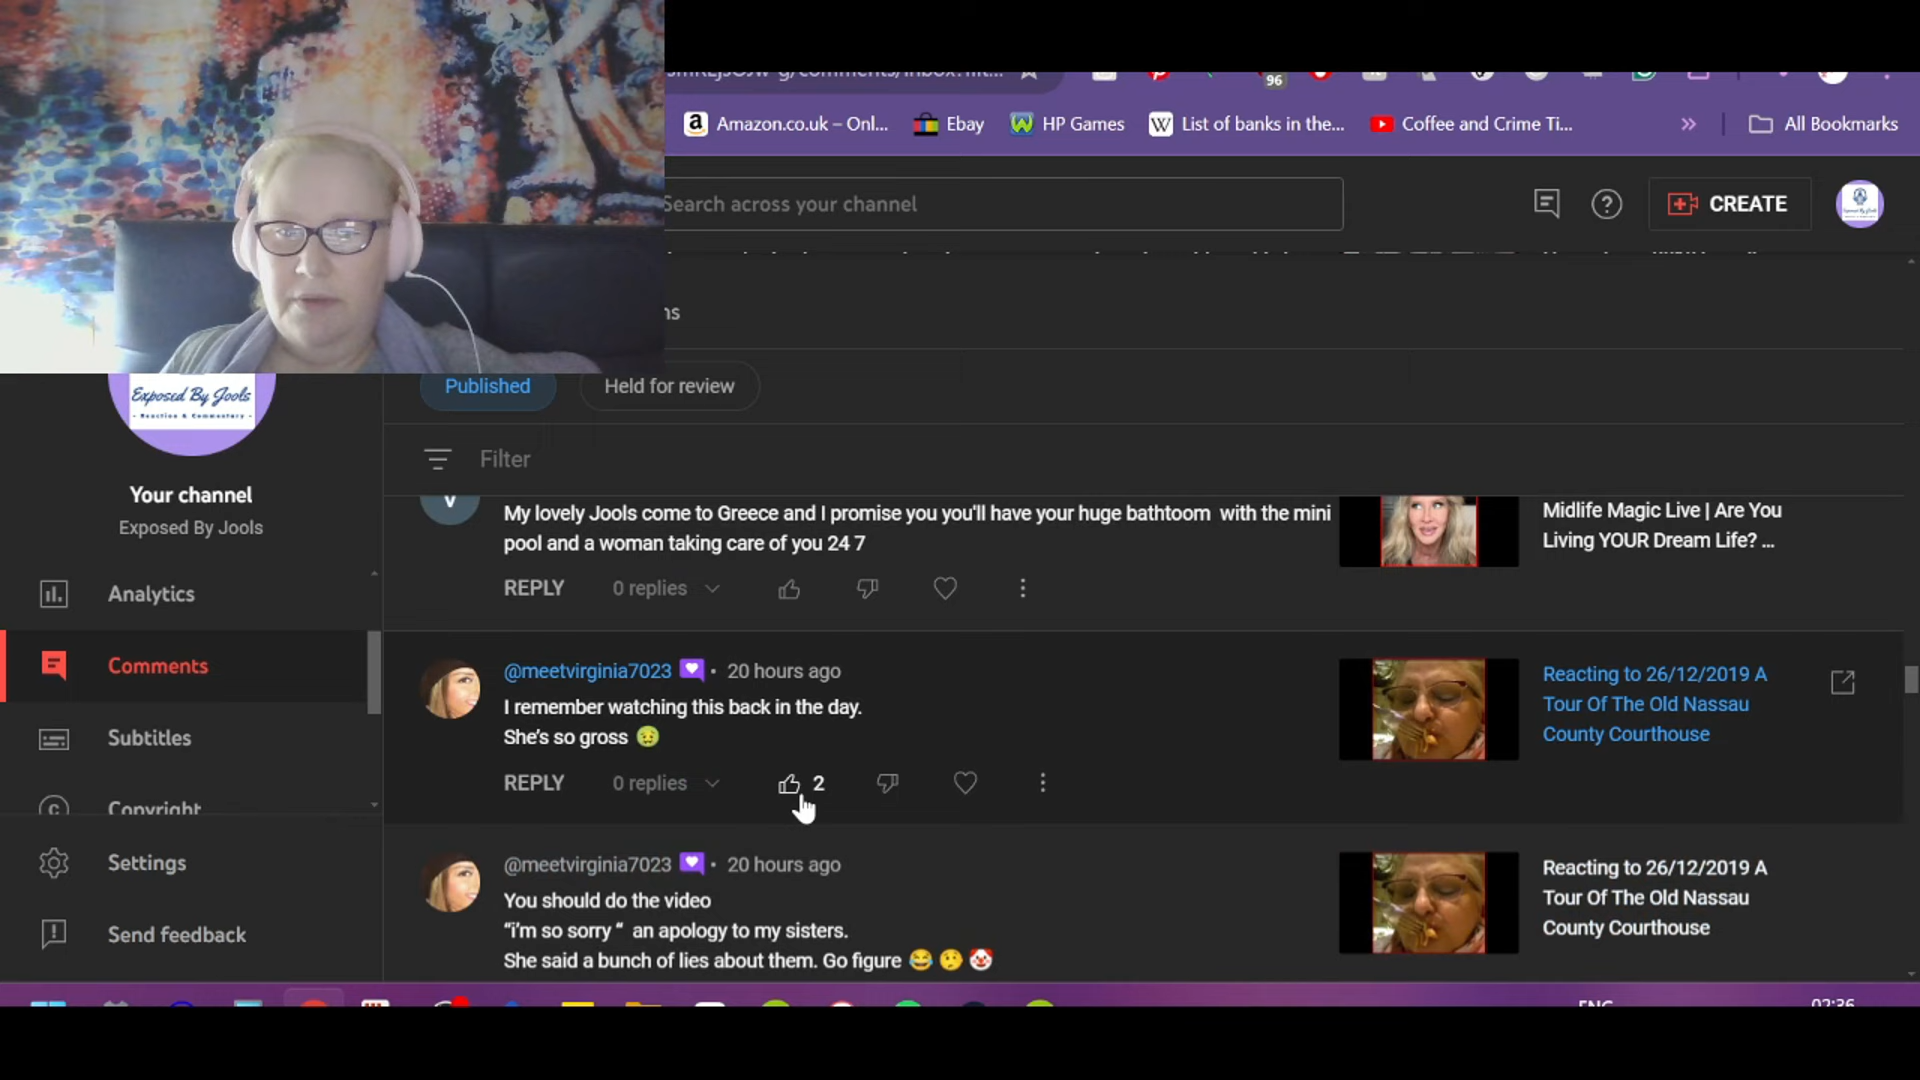 96
Amazon.co.uk – Onl...
Ebay
HP Games
List of banks in the...
Coffee and Crime Ti...
All Bookmarks
Search across your channel
CREATE
Published
Held for review
Exposed By Jools
- Reaction & Commentary -
Your channel
Exposed By Jools
Analytics
Comments
Subtitles
Copyright
Settings
Send feedback
Filter
My lovely Jools come to Greece and I promise you you'll have your huge bathtoom with the mini
pool and a woman taking care of you 24 7
REPLY
0 replies
Midlife Magic Live | Are You
Living YOUR Dream Life? ...
@meetvirginia7023 • 20 hours ago
I remember watching this back in the day.
She's so gross 🤢
REPLY
0 replies
2
Reacting to 26/12/2019 A
Tour Of The Old Nassau
County Courthouse
@meetvirginia7023 • 20 hours ago
You should do the video
“i'm so sorry “ an apology to my sisters.
She said a bunch of lies about them. Go figure 😂 🤨 🤡
Reacting to 26/12/2019 A
Tour Of The Old Nassau
County Courthouse
ENG
02:36